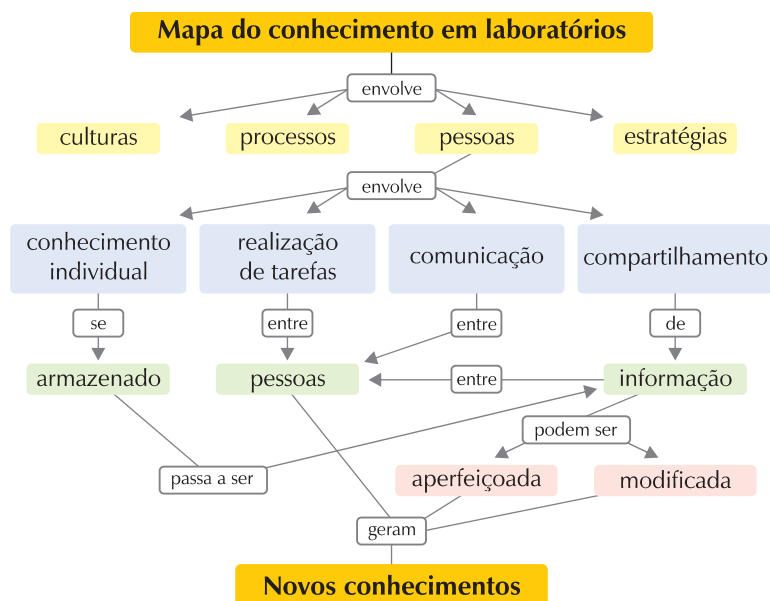 Mapa do conhecimento em laboratórios
envolve
culturas
processos
pessoas
estratégias
envolve
conhecimento
individual
realização
de tarefas
comunicação
compartilhamento
se
entre
entre
de
armazenado
pessoas
entre
informação
podem ser
passa a ser
aperfeiçoada
modificada
geram
Novos conhecimentos